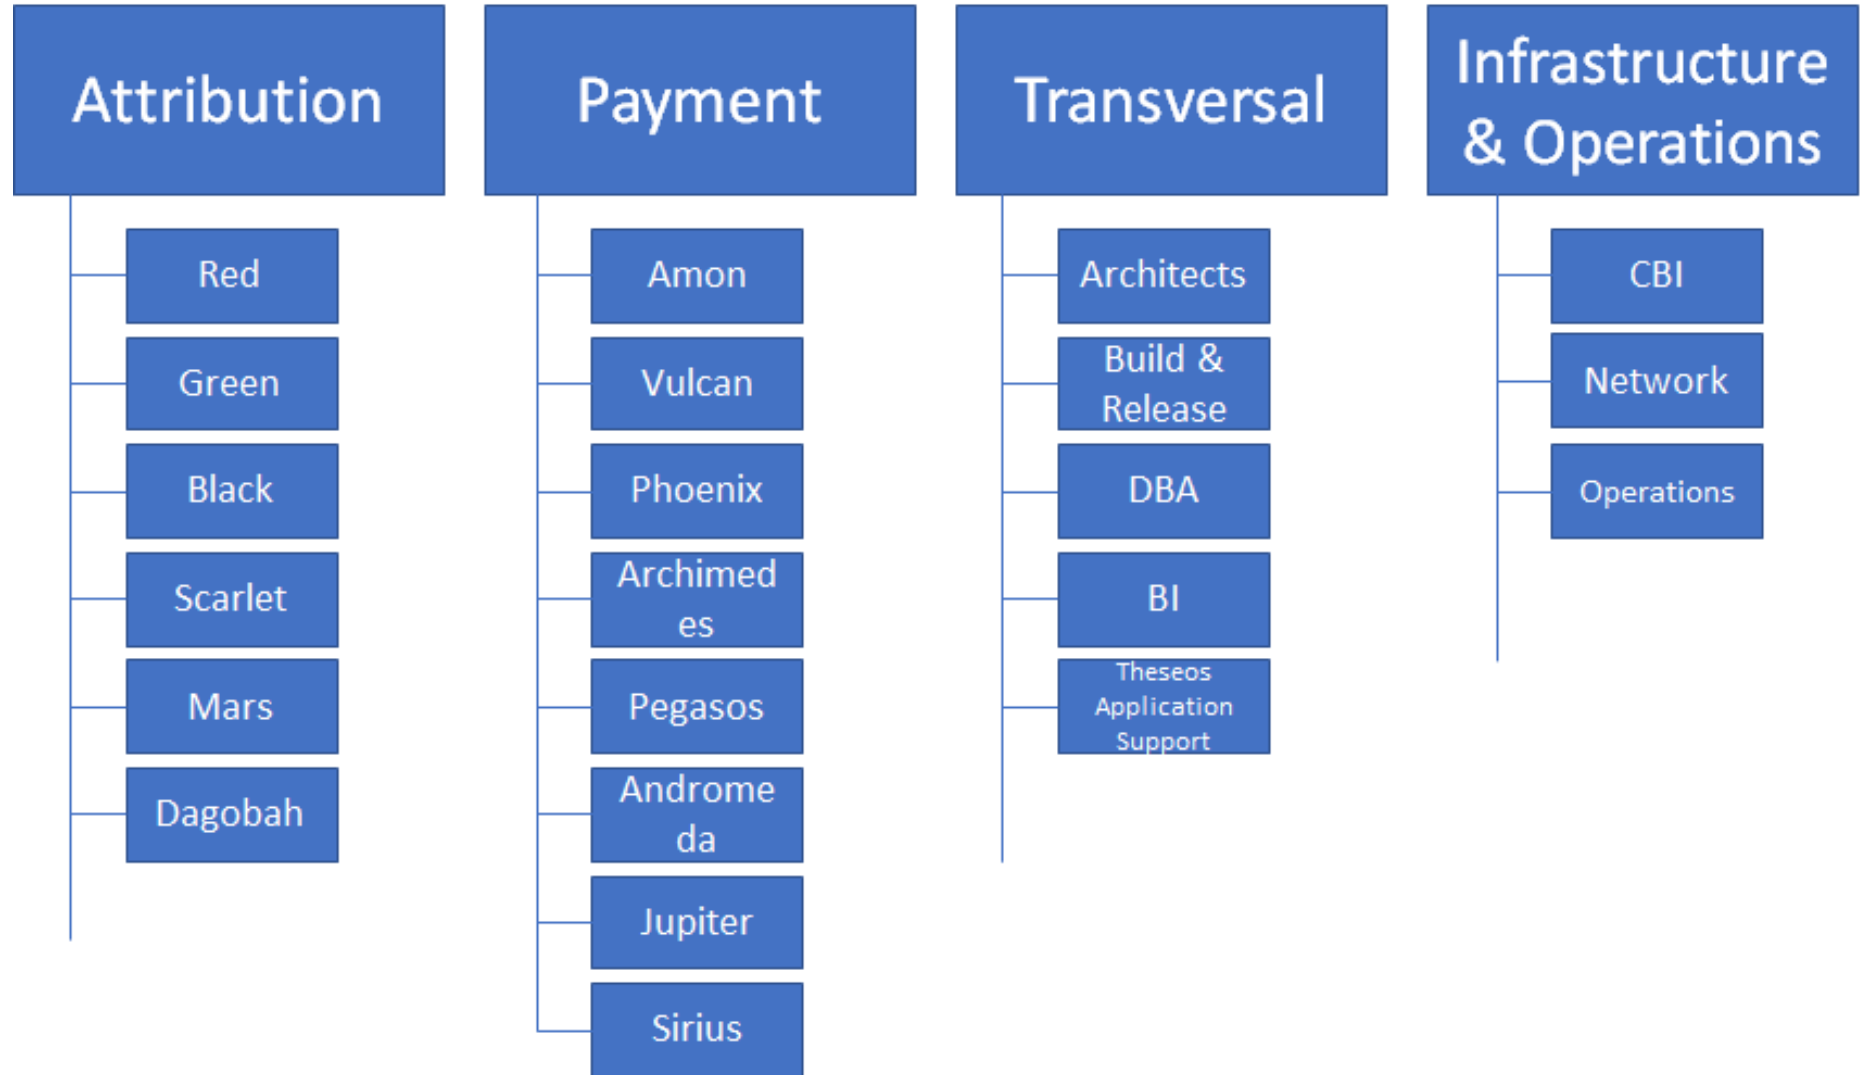 Attribution
Red
Green
Black
Scarlet
Mars
Dagobah
Payment
Amon
Vulcan
Phoenix
Archimed
es
Pegasos
Androme
da
Jupiter
Sirius
Transversal
Architects
Build &
Release
DBA
BI
Theseos
Application
Support
Infrastructure
& Operations
CBI
Network
Operations